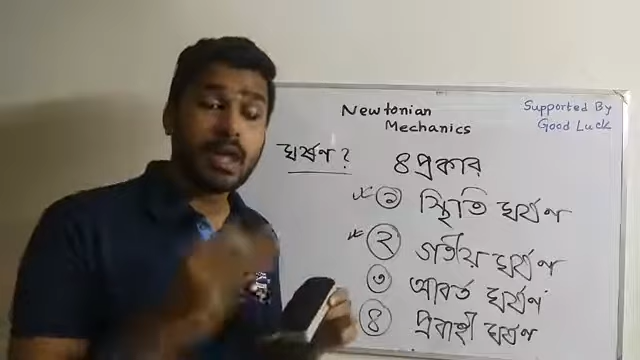 Newtonian
Mechanics
Supported By
Good Luck
ঘর্ষণ ?
৪ প্রকার
* ১ স্থিতি ঘর্ষণ
* ২ গতীয় ঘর্ষণ
৩ আবর্ত ঘর্ষণ
৪ প্রবাহী ঘর্ষণ